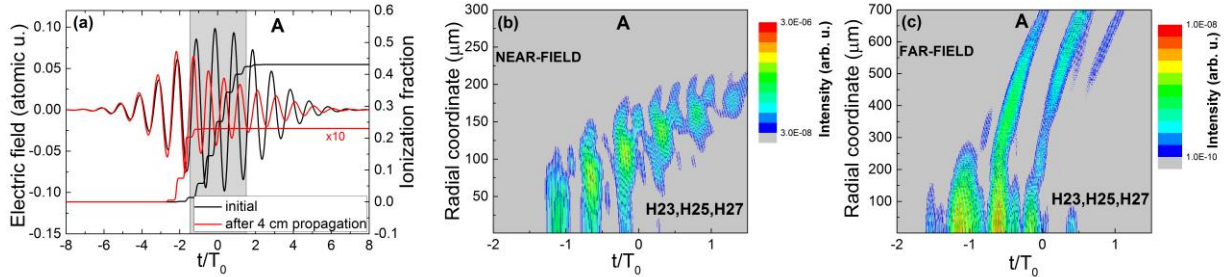 (a)
A
Electric field (atomic u.)
0.10
0.05
0.00
-0.05
-0.10
-0.15
0.6
0.5
0.4
0.3
0.2
0.1
0.0
-0.1
Ionization fraction
x10
initial
after 4 cm propagation
-8 -6 -4 -2 0 2 4 6 8
t/T0
(b)
A
NEAR-FIELD
Radial coordinate (μm)
300
250
200
150
100
50
H23,H25,H27
-2 -1 0 1
t/T0
3.0E-06
3.0E-08
Intensity (arb. u.)
(c)
A
FAR-FIELD
Radial coordinate (μm)
700
600
500
400
300
200
100
0
H23,H25,H27
-2 -1 0 1
t/T0
1.0E-08
1.0E-10
Intensity (arb. u.)